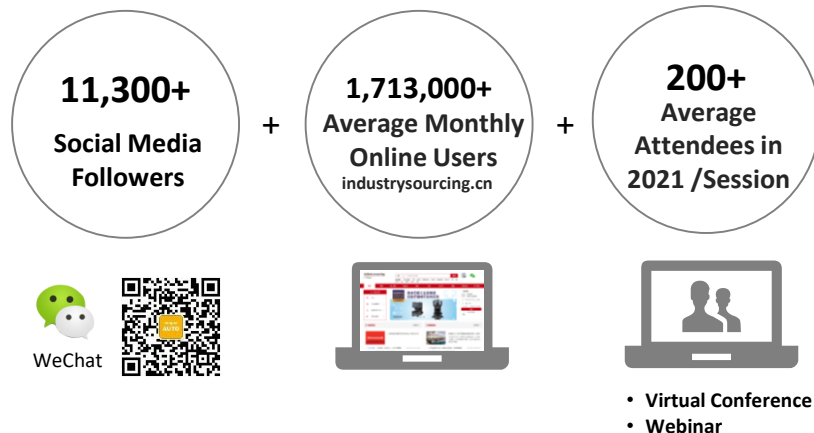 11,300+
Social Media
Followers
+
1,713,000+
Average Monthly
Online Users
industrysourcing.cn
+
200+
Average
Attendees in
2021 /Session
WeChat
AUTO
• Virtual Conference
• Webinar